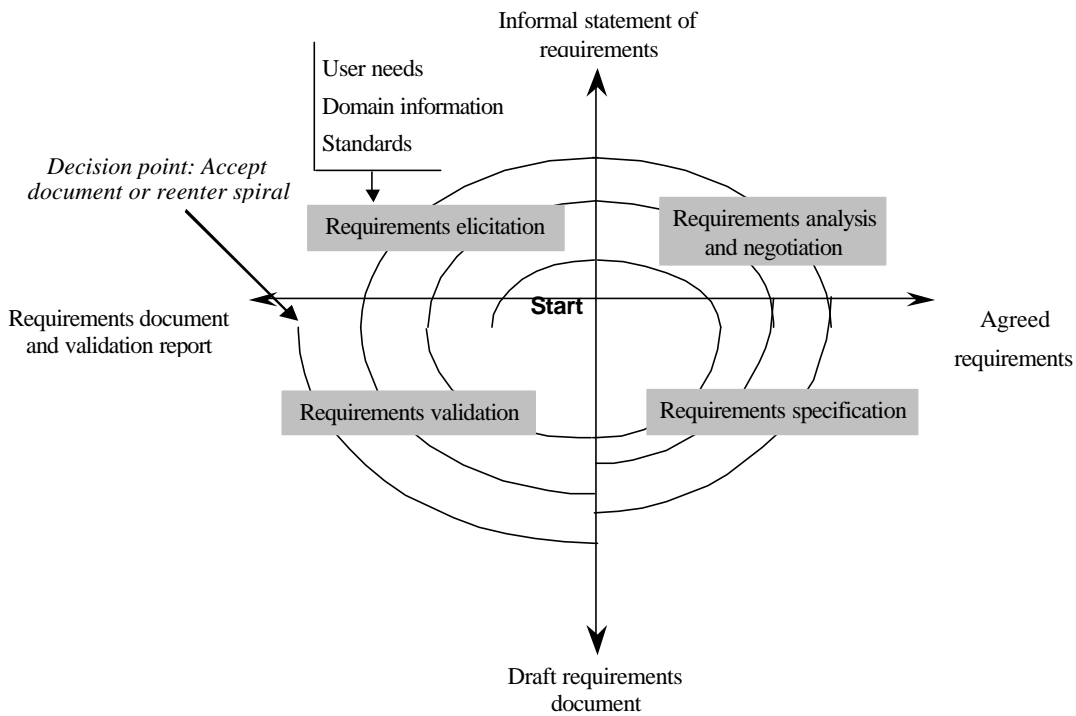 Informal statement of
requirements
User needs
Domain information
Standards
Decision point: Accept
document or reenter spiral
Requirements elicitation
Requirements analysis
and negotiation
Start
Requirements document
and validation report
Agreed
requirements
Requirements validation
Requirements specification
Draft requirements
document